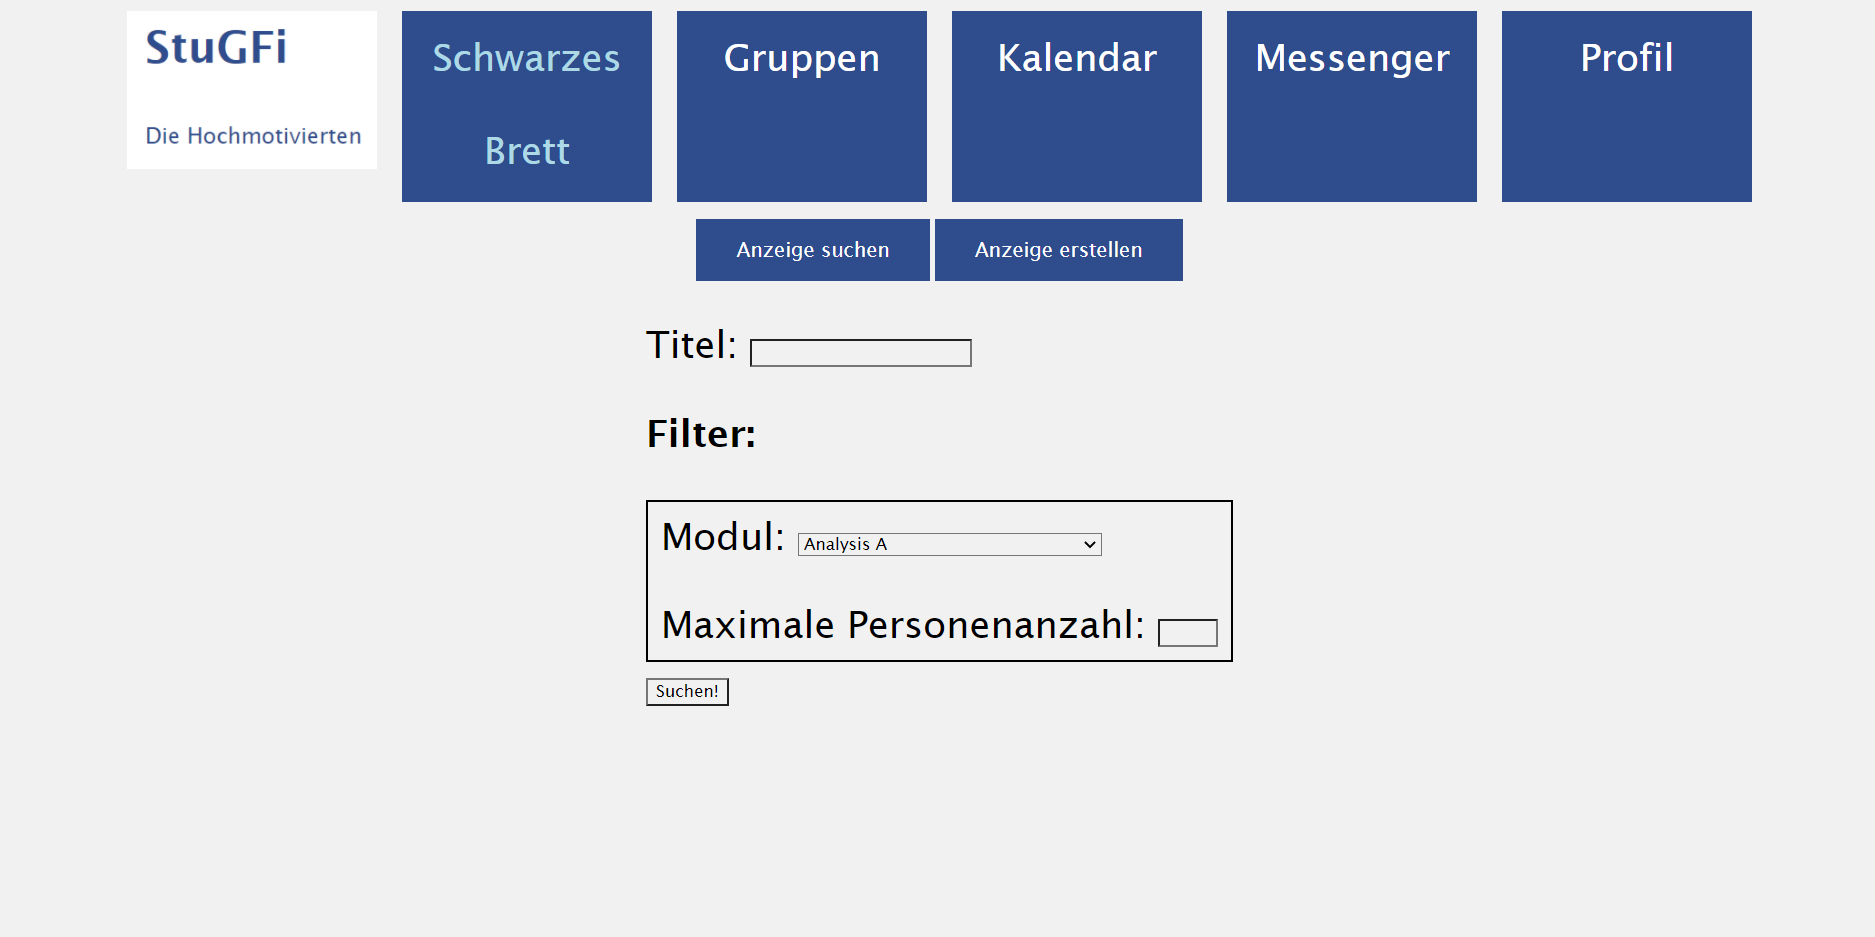 StuGFi
Die Hochmotivierten
Schwarzes
Brett
Gruppen
Kalendar
Messenger
Profil
Anzeige suchen
Anzeige erstellen
Titel:
Filter:
Modul: Analysis A
Maximale Personenanzahl:
Suchen!